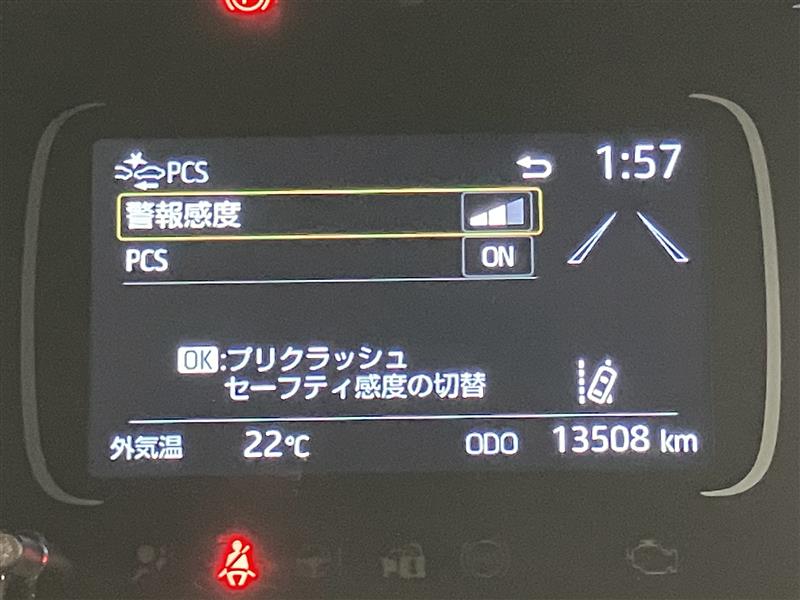 PCS
1:57
警報感度
PCS ON
OK:プリクラッシュ
セーフティ感度の切替
外気温 22℃ ODO 13508 km